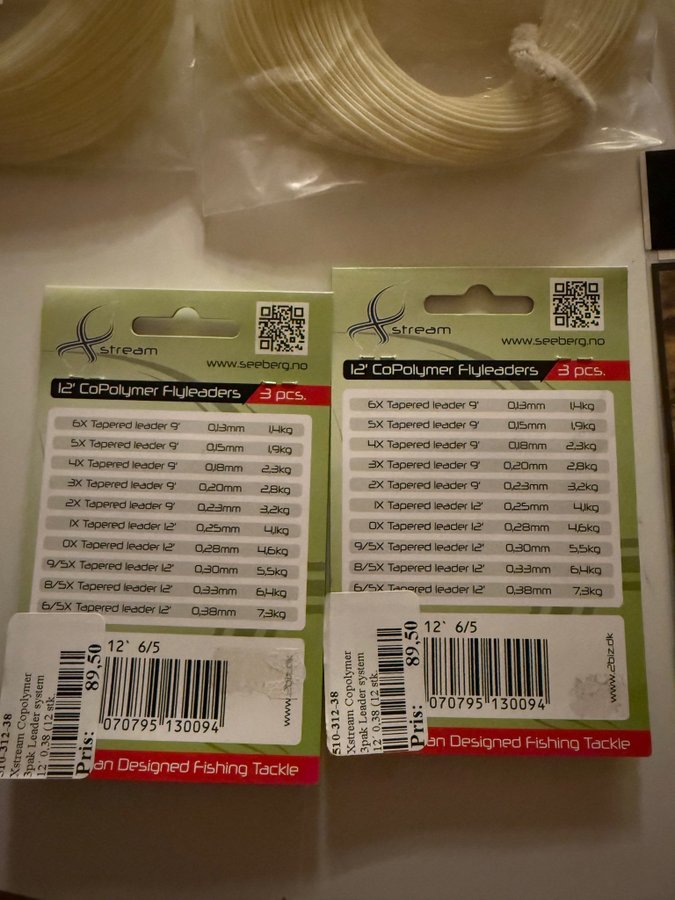 Xstream
www.seeberg.no
12' CoPolymer Flyleaders 3 pcs.
6X Tapered leader 9' 0,13mm 1,4kg
5X Tapered leader 9' 0,15mm 1,9kg
4X Tapered leader 9' 0,18mm 2,3kg
3X Tapered leader 9' 0,20mm 2,8kg
2X Tapered leader 9' 0,23mm 3,2kg
1X Tapered leader 12' 0,25mm 4,1kg
0X Tapered leader 12' 0,28mm 4,6kg
9/5X Tapered leader 12' 0,30mm 5,5kg
8/5X Tapered leader 12' 0,33mm 6,4kg
6/5X Tapered leader 12' 0,38mm 7,3kg
12` 6/5
070795 130094
www.2biz.dk
510-312-38
Xstream Copolymer
3pak Leader system
12` 0,38 (12 stk.
Pris: 89,50
an Designed Fishing Tackle
Xstream
www.seeberg.no
12' CoPolymer Flyleaders 3 pcs.
6X Tapered leader 9' 0,13mm 1,4kg
5X Tapered leader 9' 0,15mm 1,9kg
4X Tapered leader 9' 0,18mm 2,3kg
3X Tapered leader 9' 0,20mm 2,8kg
2X Tapered leader 9' 0,23mm 3,2kg
1X Tapered leader 12' 0,25mm 4,1kg
0X Tapered leader 12' 0,28mm 4,6kg
9/5X Tapered leader 12' 0,30mm 5,5kg
8/5X Tapered leader 12' 0,33mm 6,4kg
6/5X Tapered leader 12' 0,38mm 7,3kg
12` 6/5
070795 130094
www.2biz.dk
510-312-38
Xstream Copolymer
3pak Leader system
12` 0,38 (12 stk.
Pris: 89,50
an Designed Fishing Tackle